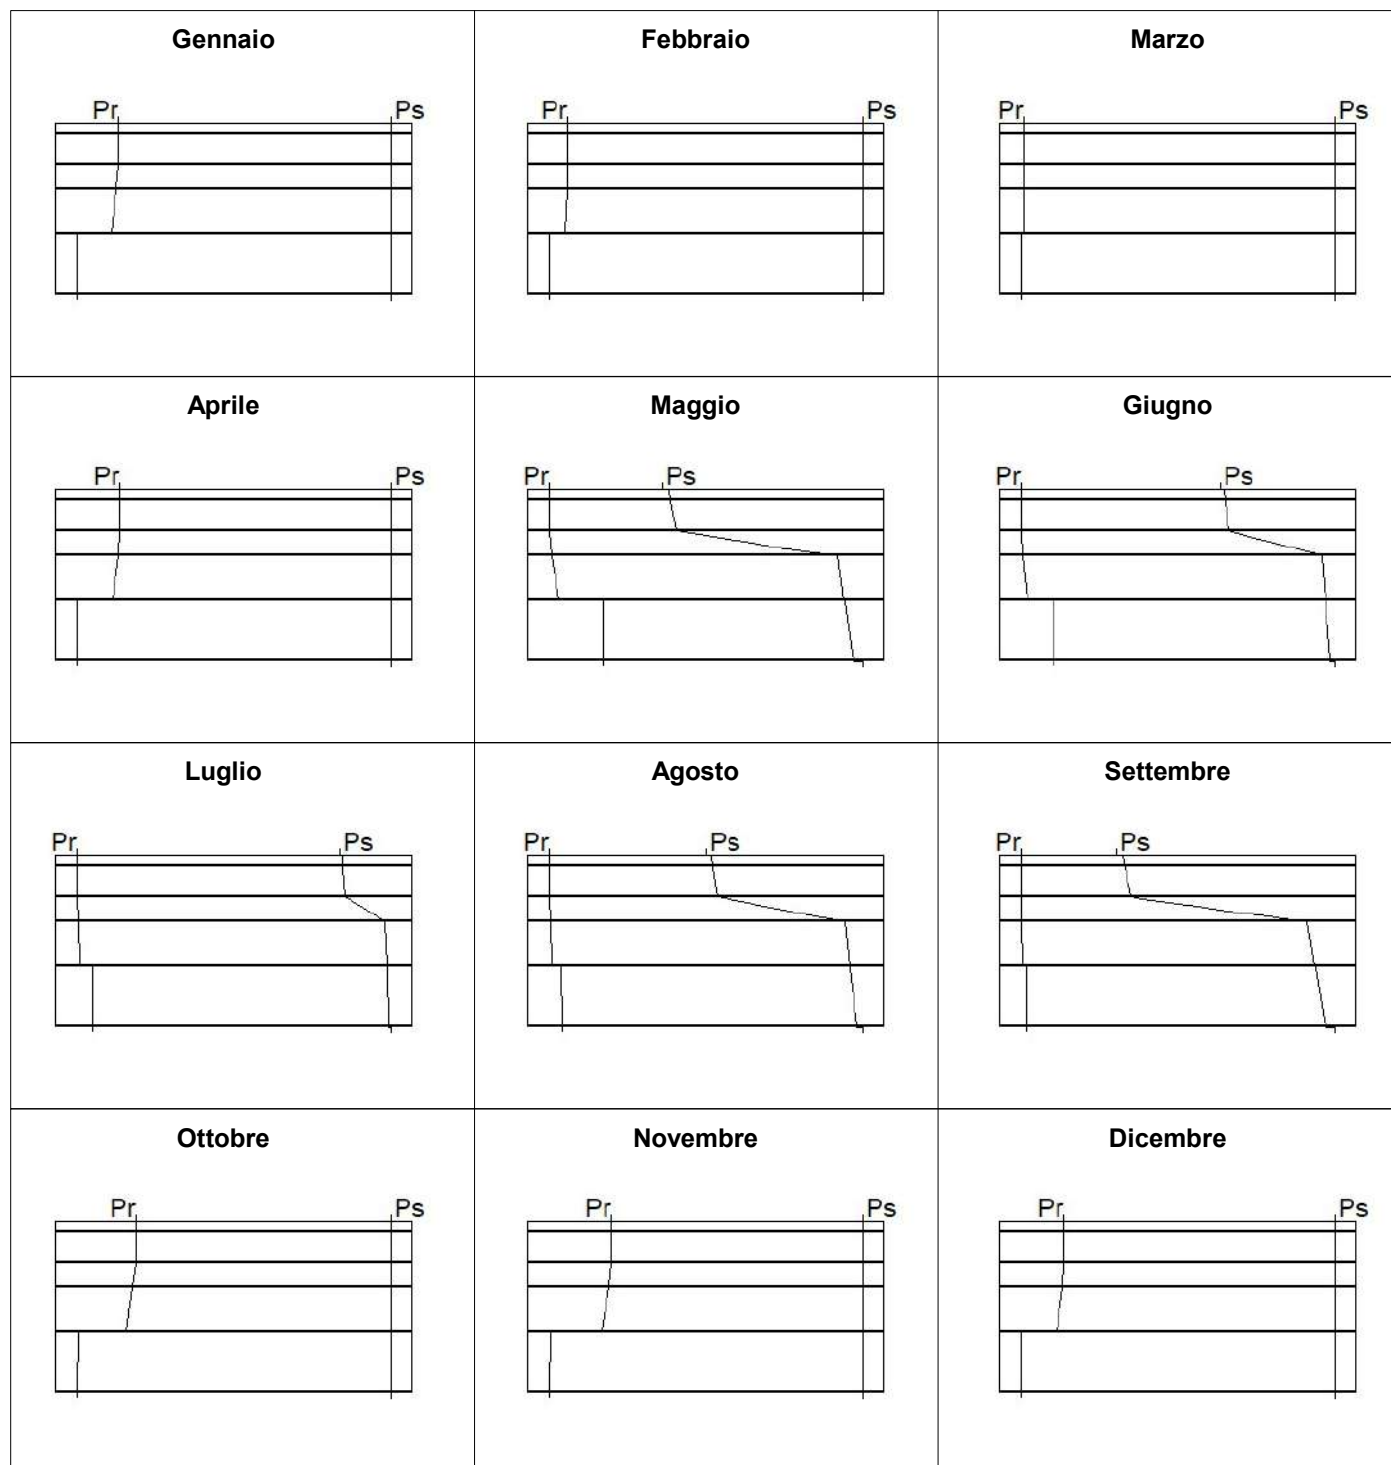 Gennaio
Febbraio
Marzo
Pr
Ps
Pr
Ps
Pr
Ps
Aprile
Maggio
Giugno
Pr
Ps
Pr
Ps
Pr
Ps
Luglio
Agosto
Settembre
Pr
Ps
Pr
Ps
Pr
Ps
Ottobre
Novembre
Dicembre
Pr
Ps
Pr
Ps
Pr
Ps